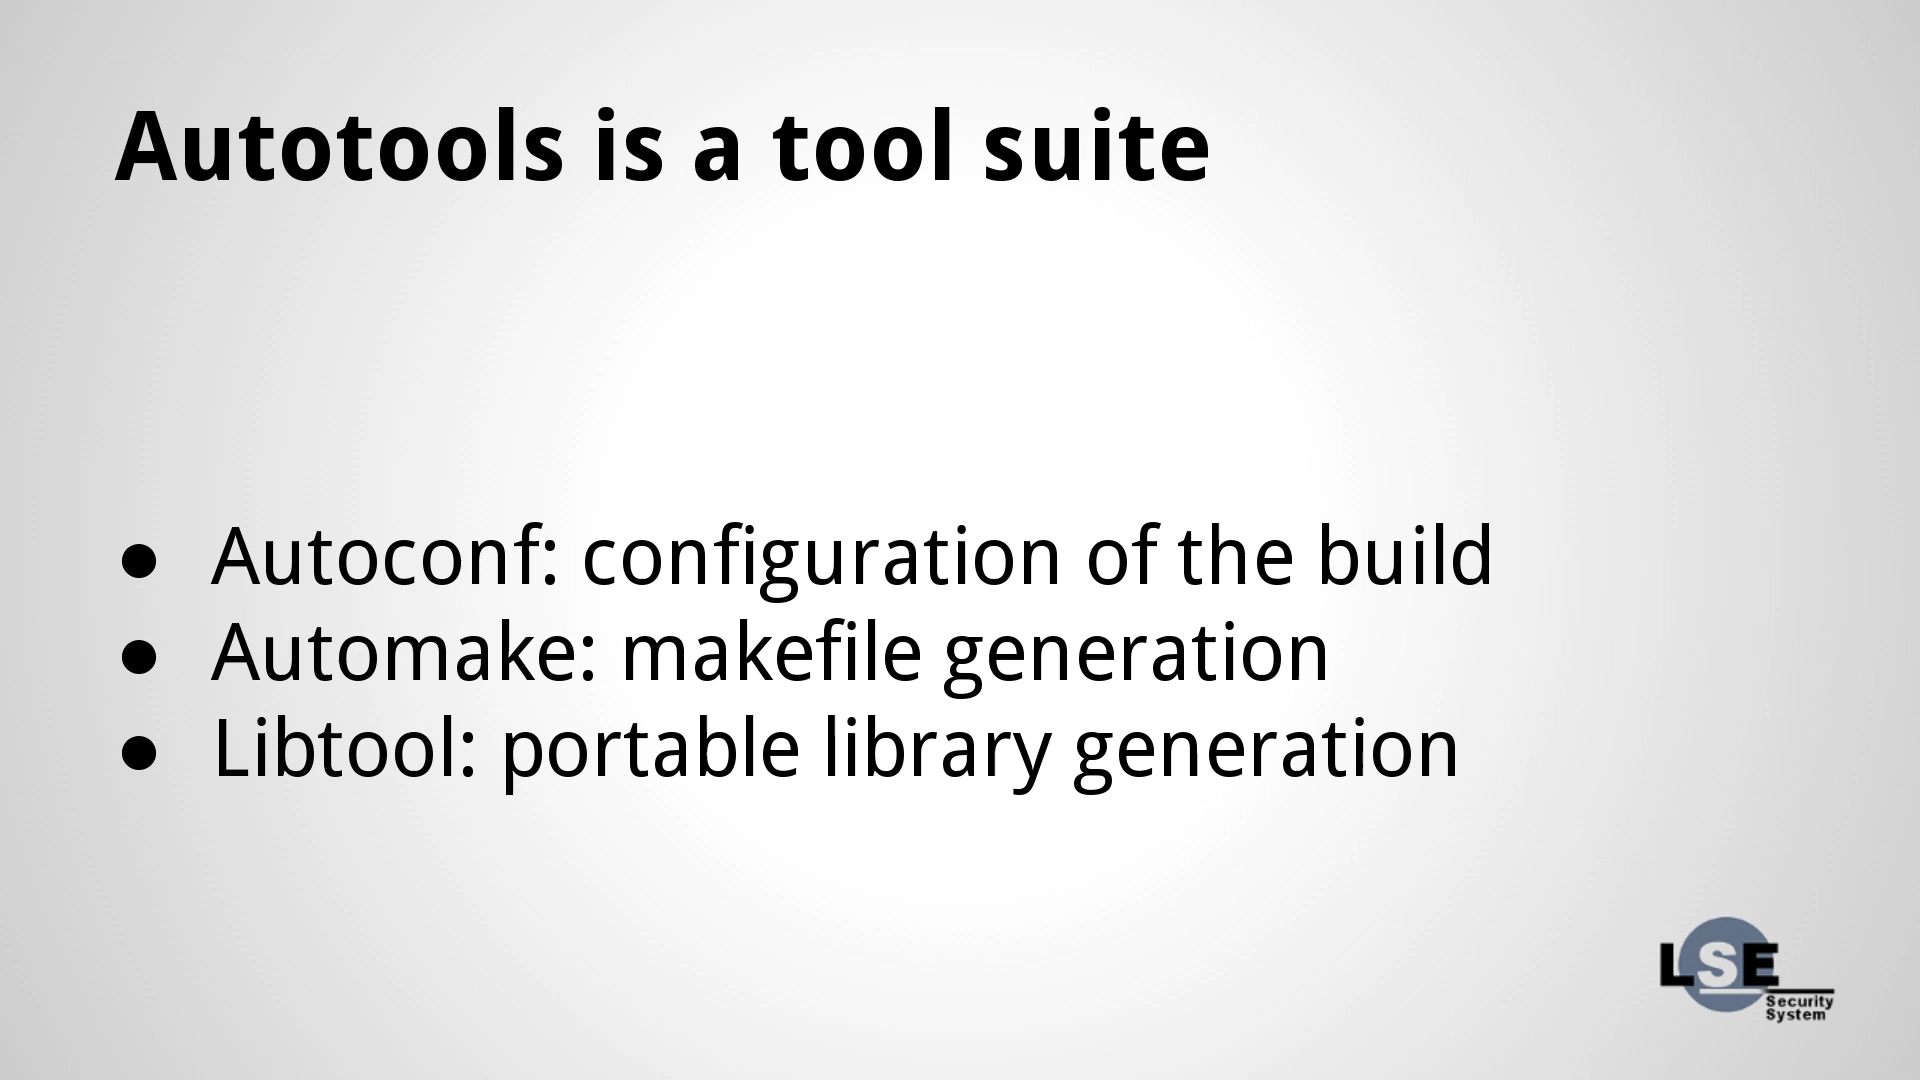 Autotools is a tool suite
● Autoconf: configuration of the build
● Automake: makefile generation
● Libtool: portable library generation
LSE
Security
System